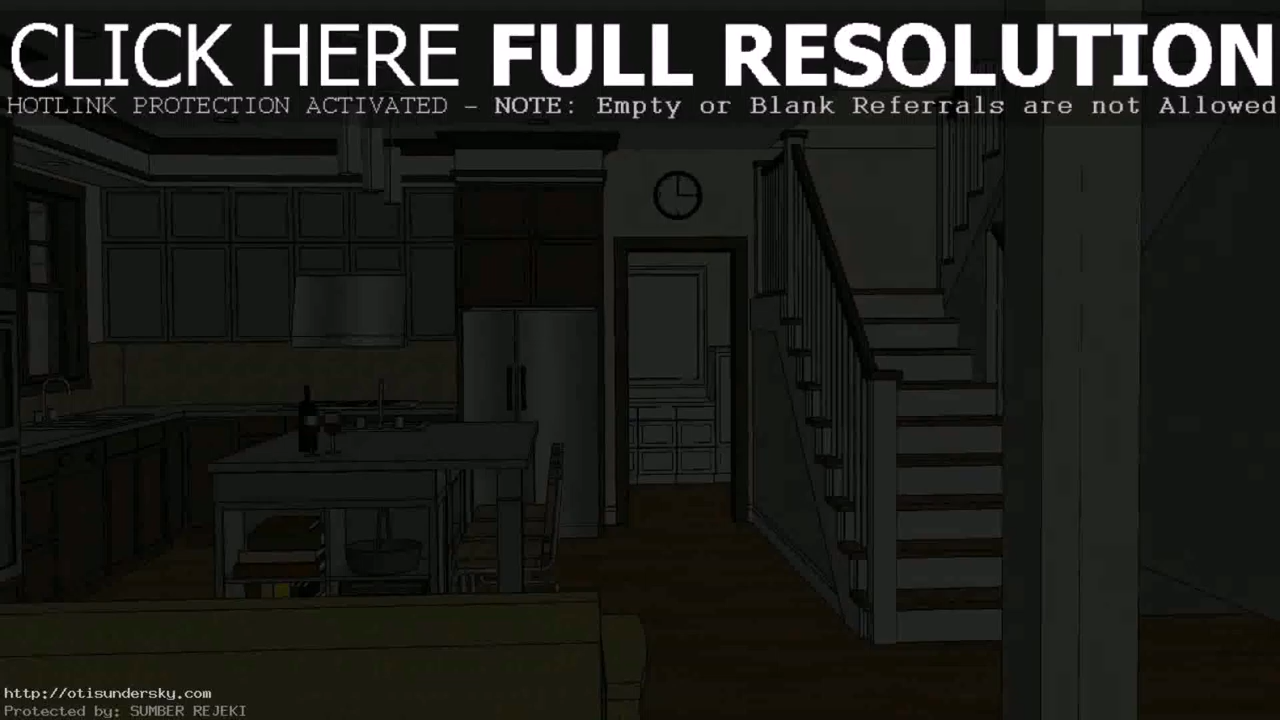 CLICK HERE FULL RESOLUTION
HOTLINK PROTECTION ACTIVATED – NOTE: Empty or Blank Referrals are not Allowed
http://otisundersky.com
Protected by: SUMBER REJEKI